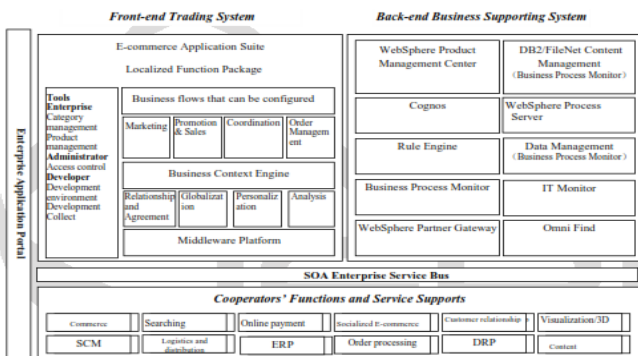 Front-end Trading System
Back-end Business Supporting System
Enterprise Application Portal
E-commerce Application Suite
Localized Function Package
Tools
Enterprise
Category
management
Product
management
Administrator
Access control
Developer
Development
environment
Development
Collect
Business flows that can be configured
Marketing
Promotion
& Sales
Coordination
Order
Managem
ent
Business Context Engine
Relationship
and
Agreement
Globalizat
ion
Personaliz
ation
Analysis
Middleware Platform
WebSphere Product
Management Center
DB2/FileNet Content
Management
(Business Process Monitor)
Cognos
WebSphere Process
Server
Rule Engine
Data Management
(Business Process Monitor)
Business Process Monitor
IT Monitor
WebSphere Partner Gateway
Omni Find
SOA Enterprise Service Bus
Cooperators' Functions and Service Supports
Commerce
Searching
Online payment
Socialized E-commerce
Customer relationship
Visualization/3D
SCM
Logistics and
distribution
ERP
Order processing
DRP
Content